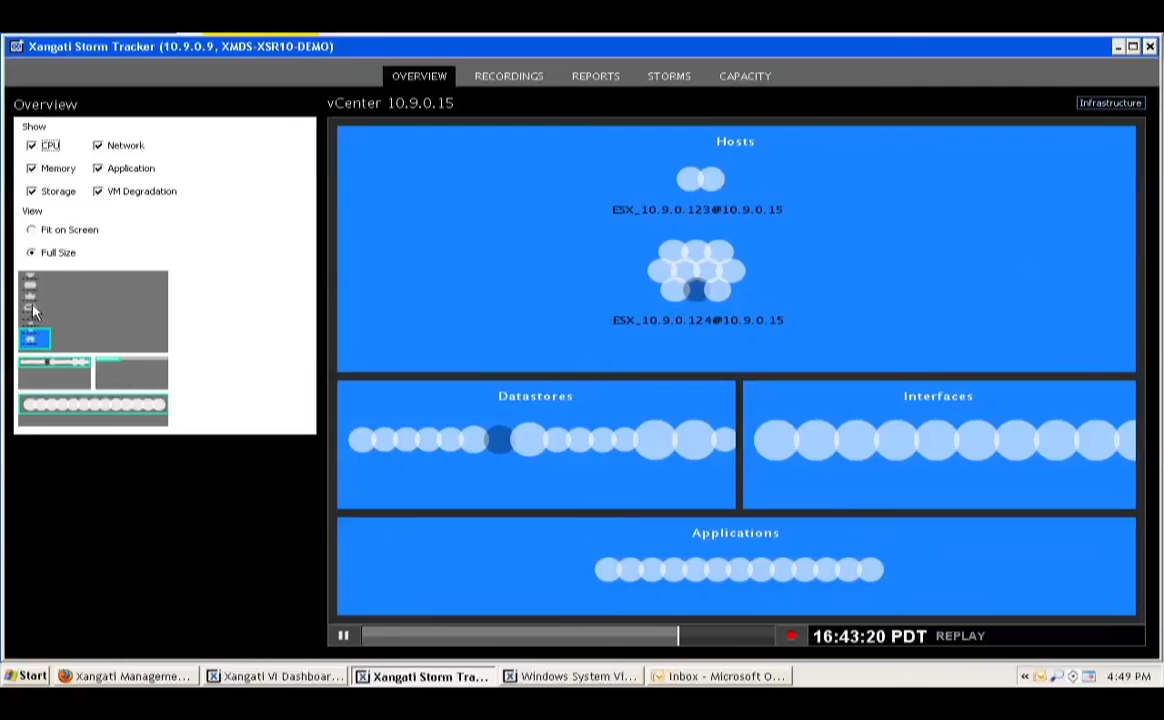 Xangati Storm Tracker (10.9.0.9, XMDS-XSR10-DEMO)
OVERVIEW RECORDINGS REPORTS STORMS CAPACITY
Overview
vCenter 10.9.0.15
Infrastructure
Show
CPU Network
Memory Application
Storage VM Degradation
View
Fit on Screen
Full Size
Hosts
ESX_10.9.0.123@10.9.0.15
ESX_10.9.0.124@10.9.0.15
Datastores
Interfaces
Applications
16:43:20 PDT REPLAY
Start Xangati Manageme... Xangati VI Dashboar... Xangati Storm Tra... Windows System Vi... Inbox - Microsoft O... « 4:49 PM